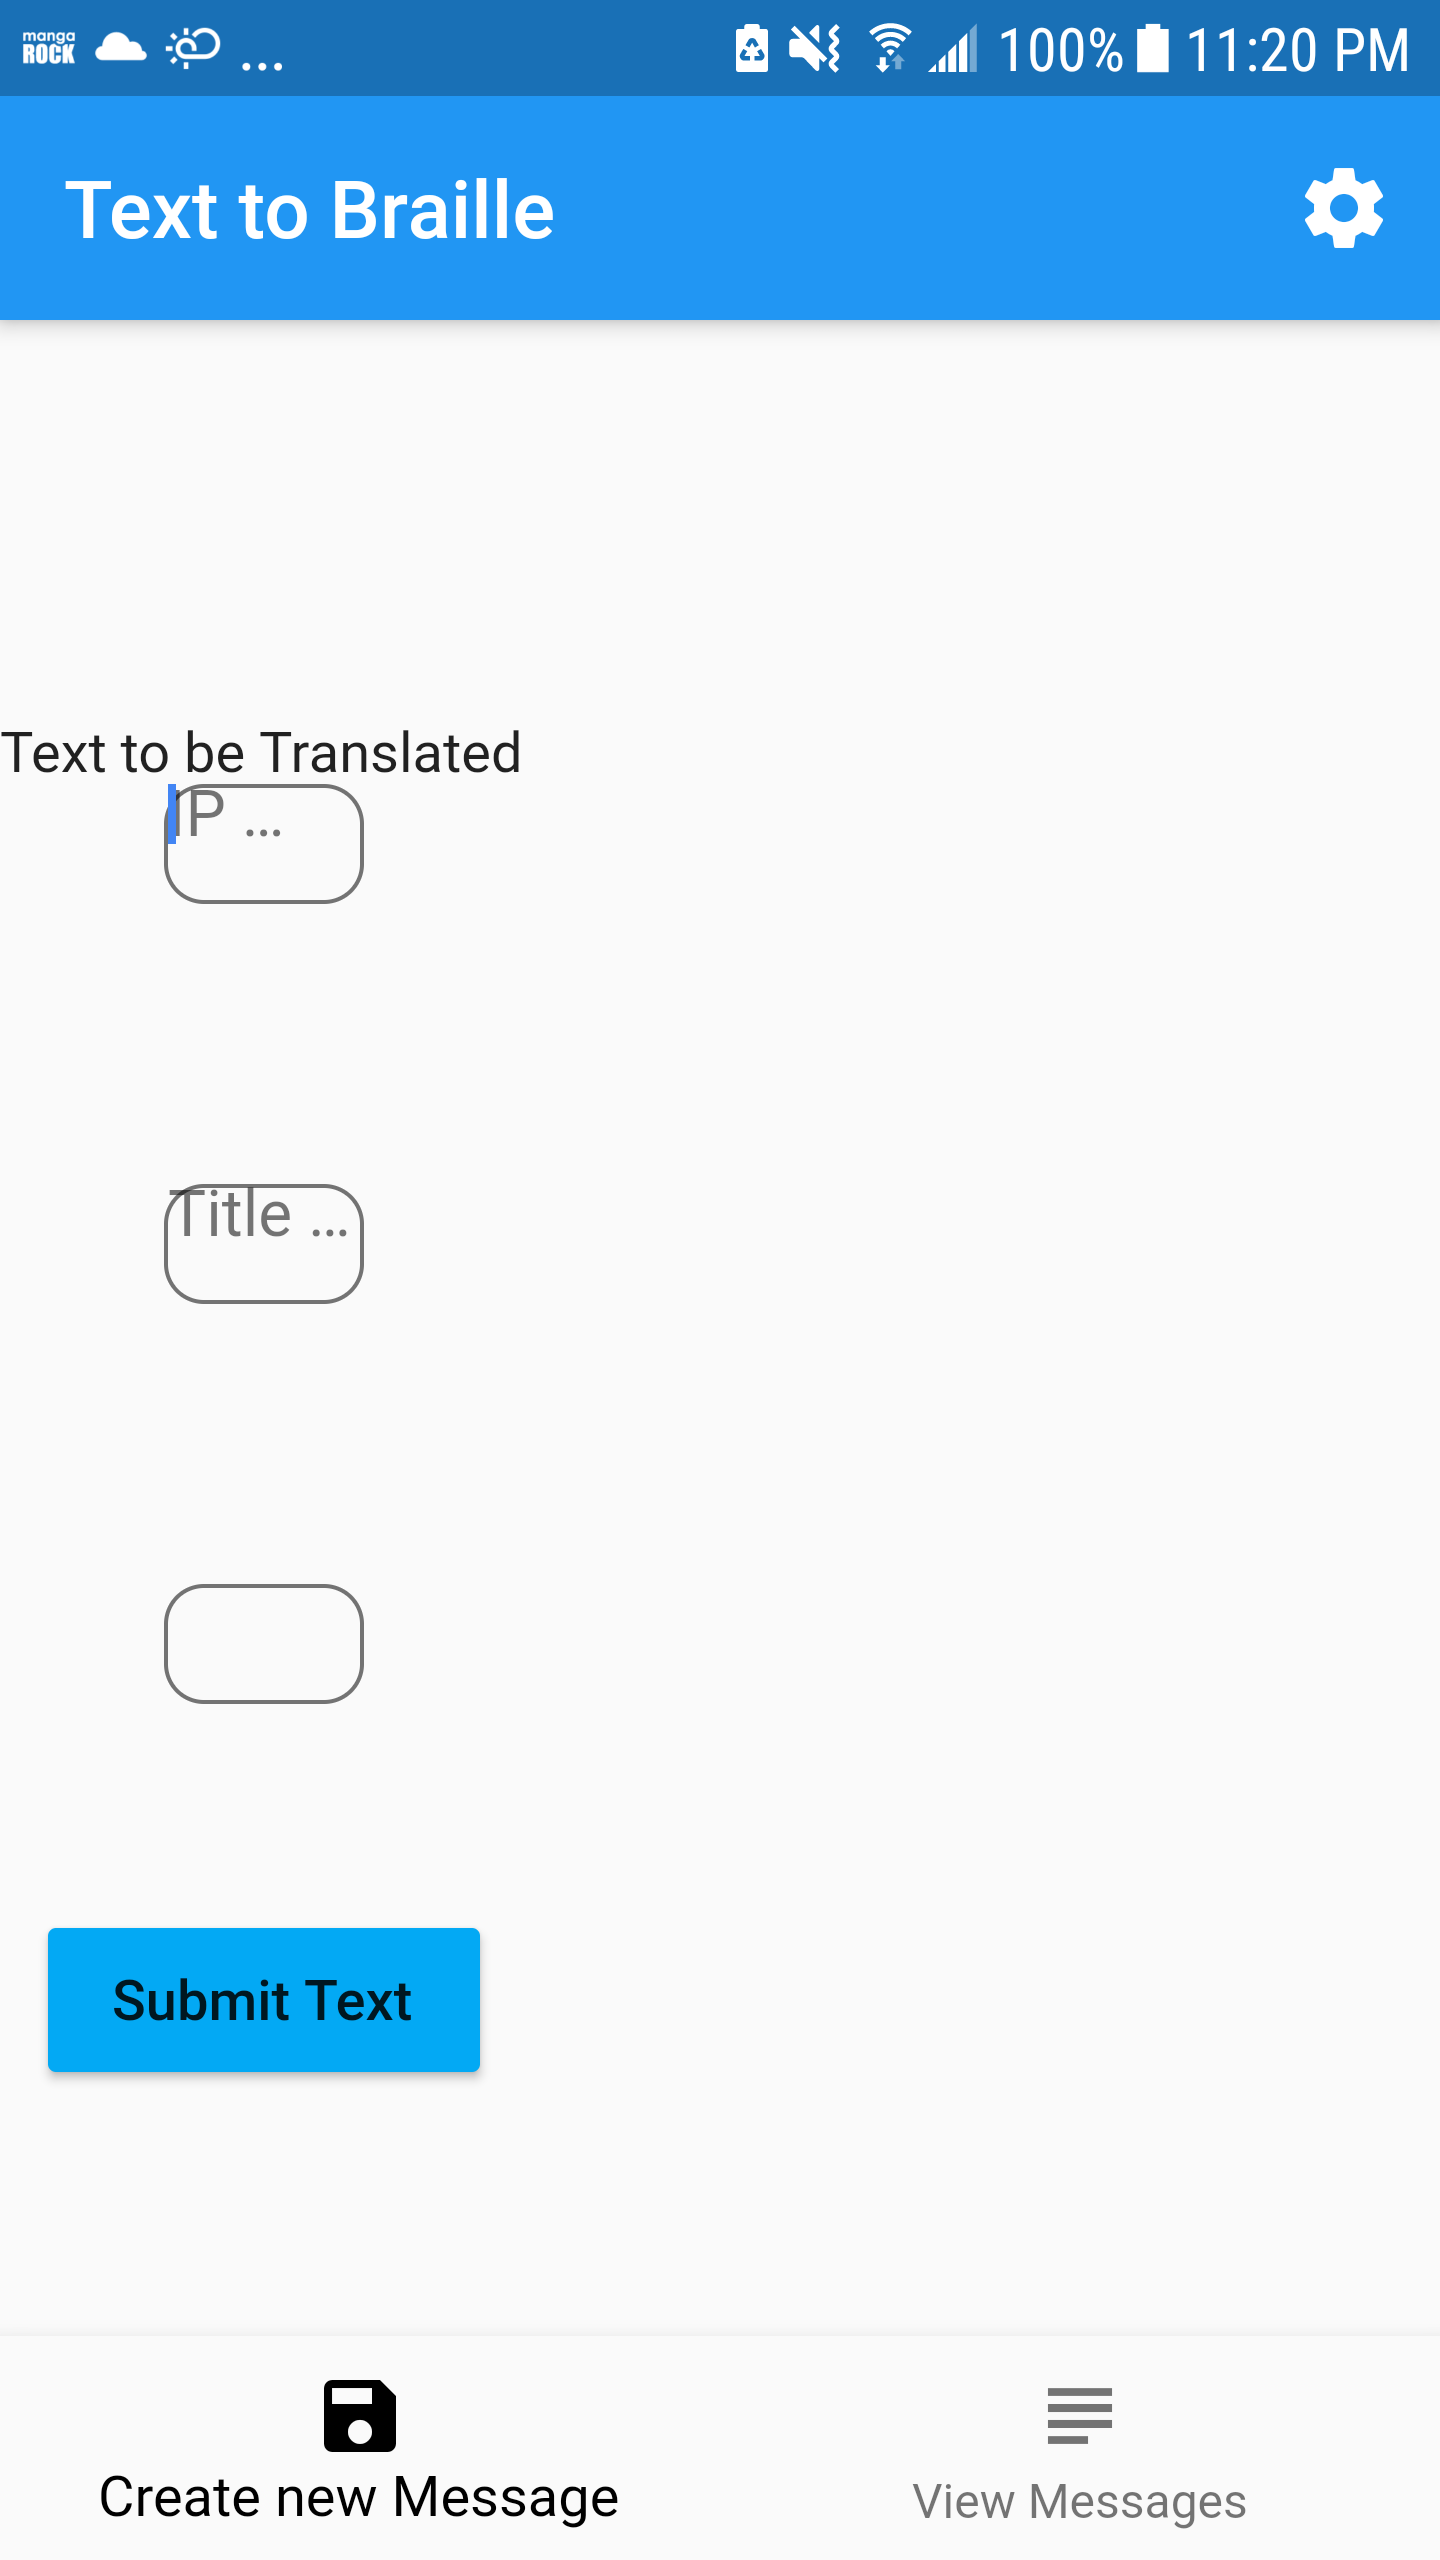 manga
ROCK
... 100% 11:20 PM
Text to Braille
Text to be Translated
IP ...
Title ...
Submit Text
Create new Message
View Messages